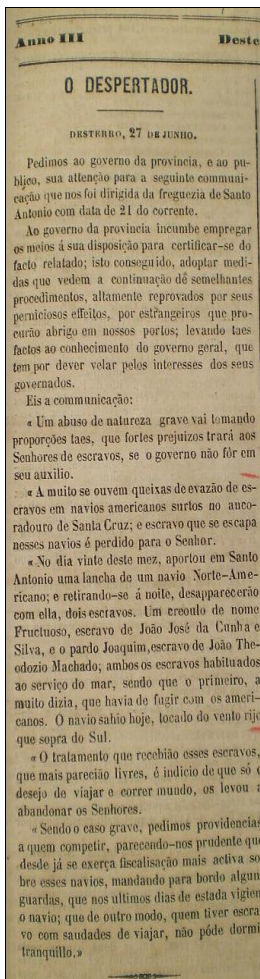 Anno III Deste
O DESPERTADOR.
DESTERRO, 27 DE JUNHO.
Pedimos ao governo da provincia, e ao pu-
blico, sua attenção para a seguinte communi-
cação que nos foi dirigida da freguezia de Santo
Antonio com data de 21 do corrente.
Ao governo da provincia incumbe empregar
os meios á sua disposição para certificar-se do
facto relatado; isto conseguido, adoptar medi-
das que vedem a continuação de semelhantes
procedimentos, altamente reprovados por seus
perniciosos effeitos, por estrangeiros que pro-
curão abrigo em nossos portos; levando taes
factos ao conhecimento do governo geral, que
tem por dever velar pelos interesses dos seus
governados.
Eis a communicação:
« Um abuso de natureza grave vai tomando
proporções taes, que fortes prejuizos trará aos
Senhores de escravos, se o governo não fôr em
seu auxilio.
« A muito se ouvem queixas de evazão de es-
cravos em navios americanos surtos no anco-
radouro de Santa Cruz; e escravo que se escapa
nesses navios é perdido para o Senhor.
« No dia vinte deste mez, aportou em Santo
Antonio uma lancha de um navio Norte-Ame-
ricano; e retirando-se á noite, desapparecerão
com ella, dois escravos. Um creoulo de nome
Fructuoso, escravo de João José da Cunha e
Silva, e o pardo Joaquim, escravo de João The-
odozio Machado; ambos os escravos habituados
ao serviço do mar, sendo que o primeiro, a
muito dizia, que havia de fugir com os ameri-
canos. O navio sahio hoje, tocado do vento rijo
que sopra do Sul.
« O tratamento que recebião esses escravos,
que mais parecião livres, é indicio de que só o
desejo de viajar e correr mundo, os levou a
abandonar os Senhores.
« Sendo o caso grave, pedimos providencias
a quem competir, parecendo-nos prudente que
desde já se exerça fiscalisação mais activa so
bre esses navios, mandando para bordo algun
guardas, que nos ultimos dias de estada vigiem
o navio; que de outro modo, quem tiver escra-
vo com saudades de viajar, não póde dormi
tranquillo.»